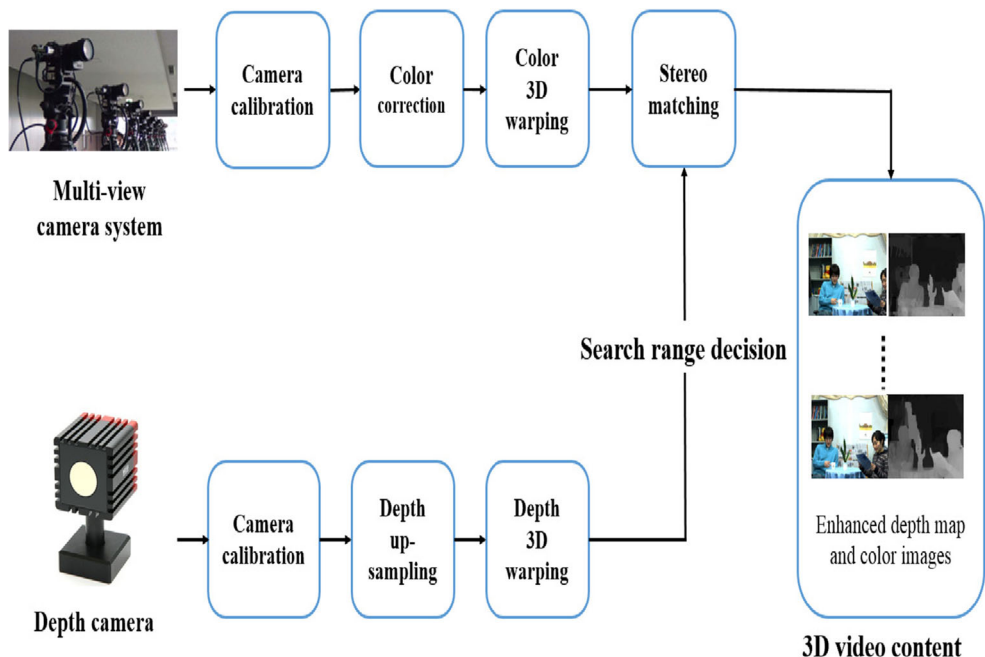 Multi-view
camera system
Camera
calibration
Color
correction
Color
3D
warping
Stereo
matching
Search range decision
Depth camera
Camera
calibration
Depth
up-
sampling
Depth
3D
warping
Enhanced depth map
and color images
3D video content